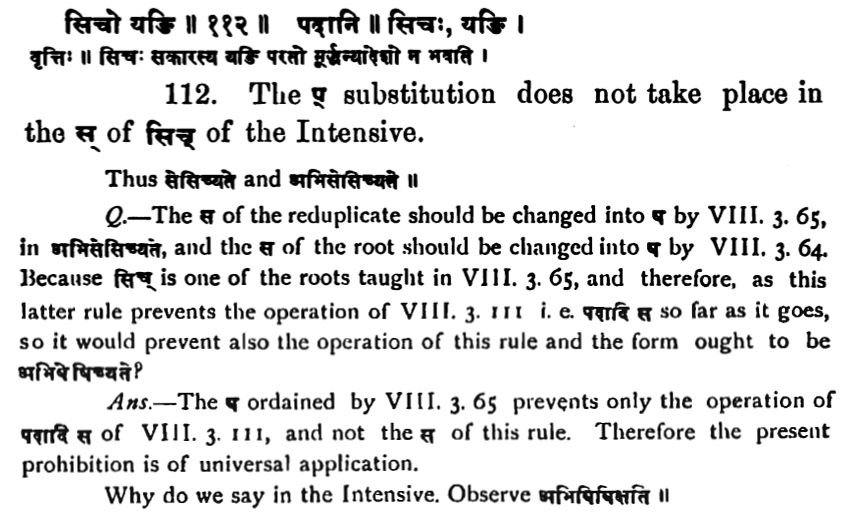 सिचो यङि ॥ ११२ ॥ पदानि ॥ सिचः, यङि ।
वृत्तिः ॥ सिचः सकारस्य यङि परतो मूर्द्धन्यादेशो न भवति ।
112. The ष् substitution does not take place in
the स् of सिच् of the Intensive.
Thus सेसिच्यते and अभिसेसिच्यते ॥
Q.—The स of the reduplicate should be changed into ष by VIII. 3. 65,
in अभिसेसिच्यते, and the स of the root should be changed into ष by VIII. 3. 64.
Because सिच् is one of the roots taught in VIII. 3. 65, and therefore, as this
latter rule prevents the operation of VIII. 3. 111 i. e. पदादि स so far as it goes,
so it would prevent also the operation of this rule and the form ought to be
अभिषेषिच्यते?
Ans.—The ष ordained by VIII. 3. 65 prevents only the operation of
पदादि स of VIII. 3. 111, and not the स of this rule. Therefore the present
prohibition is of universal application.
Why do we say in the Intensive. Observe अभिषिषिक्षति ॥